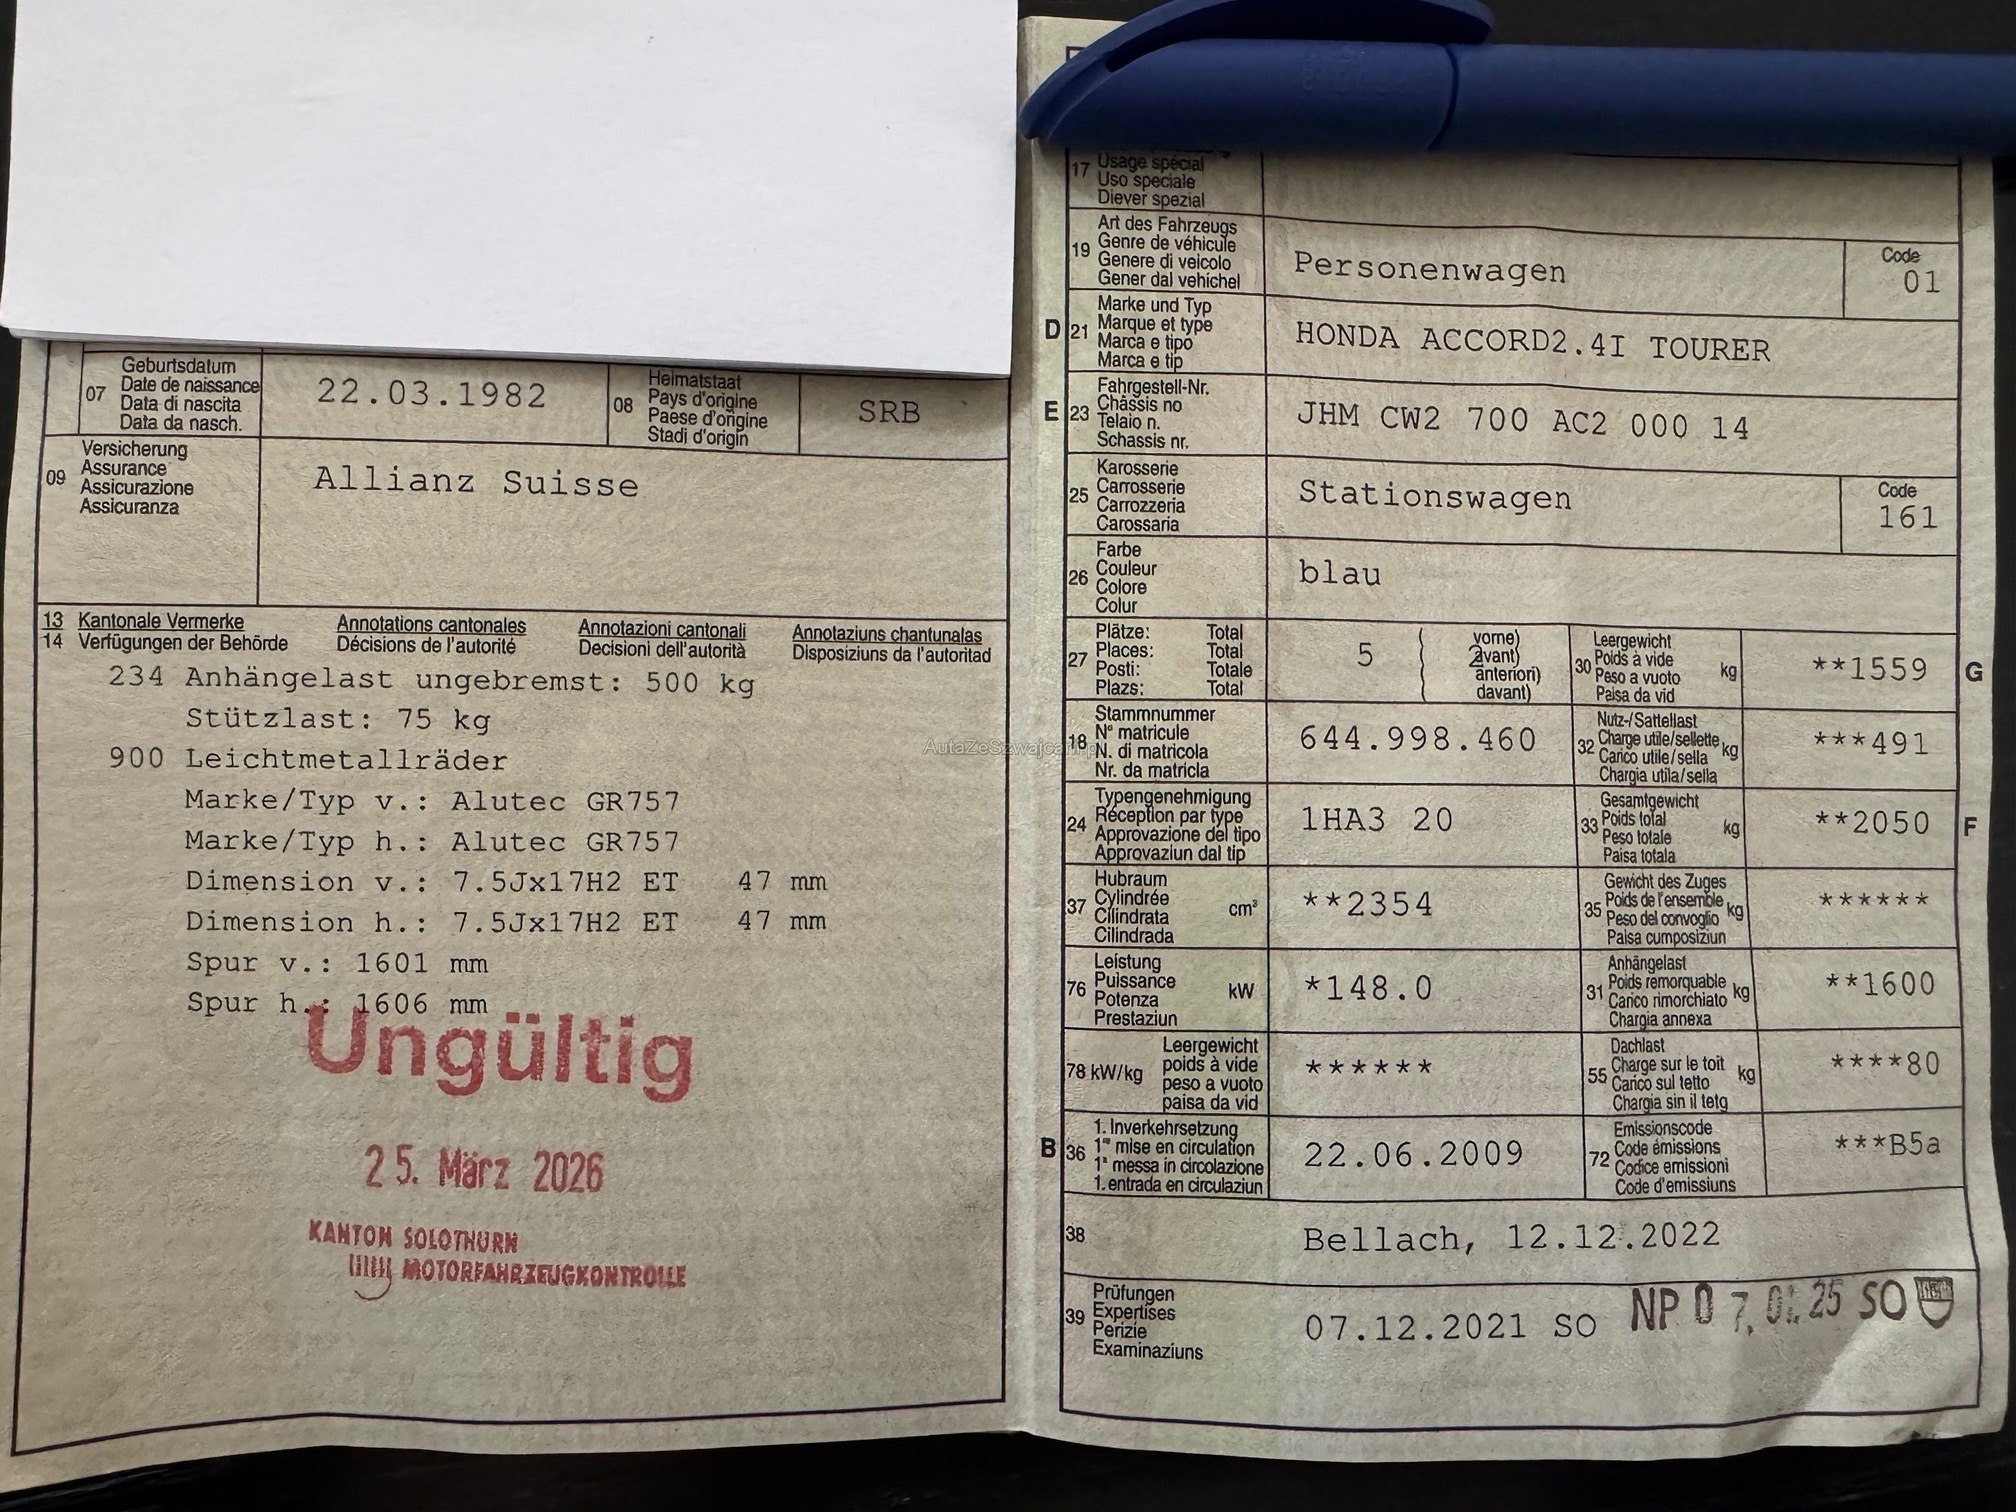 07
Geburtsdatum
Date de naissance
Data di nascita
Data da nasch.
22.03.1982
08
Heimatstaat
Pays d'origine
Paese d'origine
Stadi d'origin
SRB
09
Versicherung
Assurance
Assicurazione
Assicuranza
Allianz Suisse
13 Kantonale Vermerke Annotations cantonales Annotazioni cantonali Annotaziuns chantunalas
14 Verfügungen der Behörde Décisions de l'autorité Decisioni dell'autorità Disposiziuns da l'autoritad
234 Anhängelast ungebremst: 500 kg
Stützlast: 75 kg
900 Leichtmetallräder
Marke/Typ v.: Alutec GR757
Marke/Typ h.: Alutec GR757
Dimension v.: 7.5Jx17H2 ET 47 mm
Dimension h.: 7.5Jx17H2 ET 47 mm
Spur v.: 1601 mm
Spur h.: 1606 mm
Ungültig
25. März 2026
KANTON SOLOTHURN
MOTORFAHRZEUGKONTROLLE
17
Usage spécial
Uso speciale
Diever spezial
19
Art des Fahrzeugs
Genre de véhicule
Genere di veicolo
Gener dal vehichel
Personenwagen
Code
01
D
21
Marke und Typ
Marque et type
Marca e tipo
Marca e tip
HONDA ACCORD2.4I TOURER
E
23
Fahrgestell-Nr.
Châssis no
Telaio n.
Schassis nr.
JHM CW2 700 AC2 000 14
25
Karosserie
Carrosserie
Carrozzeria
Carossaria
Stationswagen
Code
161
26
Farbe
Couleur
Colore
Colur
blau
27
Plätze: Total
Places: Total
Posti: Totale
Plazs: Total
5
vorne)
2
avant)
anteriori)
davant)
30
Leergewicht
Poids à vide
Peso a vuoto
Paisa da vid
kg
**1559
G
18
Stammnummer
N° matricule
N. di matricola
Nr. da matricla
644.998.460
32
Nutz-/Sattellast
Charge utile/sellette
Carico utile/sella
Chargia utila/sella
kg
***491
24
Typengenehmigung
Réception par type
Approvazione del tipo
Approvaziun dal tip
1HA3 20
33
Gesamtgewicht
Poids total
Peso totale
Paisa totala
kg
**2050
F
37
Hubraum
Cylindrée
Cilindrata
Cilindrada
cm³
**2354
35
Gewicht des Zuges
Poids de l'ensemble
Peso del convoglio
Paisa cumposiziun
kg
******
76
Leistung
Puissance
Potenza
Prestaziun
kW
*148.0
31
Anhängelast
Poids remorquable
Carico rimorchiato
Chargia annexa
kg
**1600
78 kW/kg
Leergewicht
poids à vide
peso a vuoto
paisa da vid
******
55
Dachlast
Charge sur le toit
Carico sul tetto
Chargia sin il tetg
kg
****80
B
36
1. Inverkehrsetzung
1re mise en circulation
1a messa in circolazione
1. entrada en circulaziun
22.06.2009
72
Emissionscode
Code émissions
Codice emissioni
Code d'emissiuns
***B5a
38
Bellach, 12.12.2022
39
Prüfungen
Expertises
Perizie
Examinaziuns
07.12.2021 SO
NP 07.01.25 SO